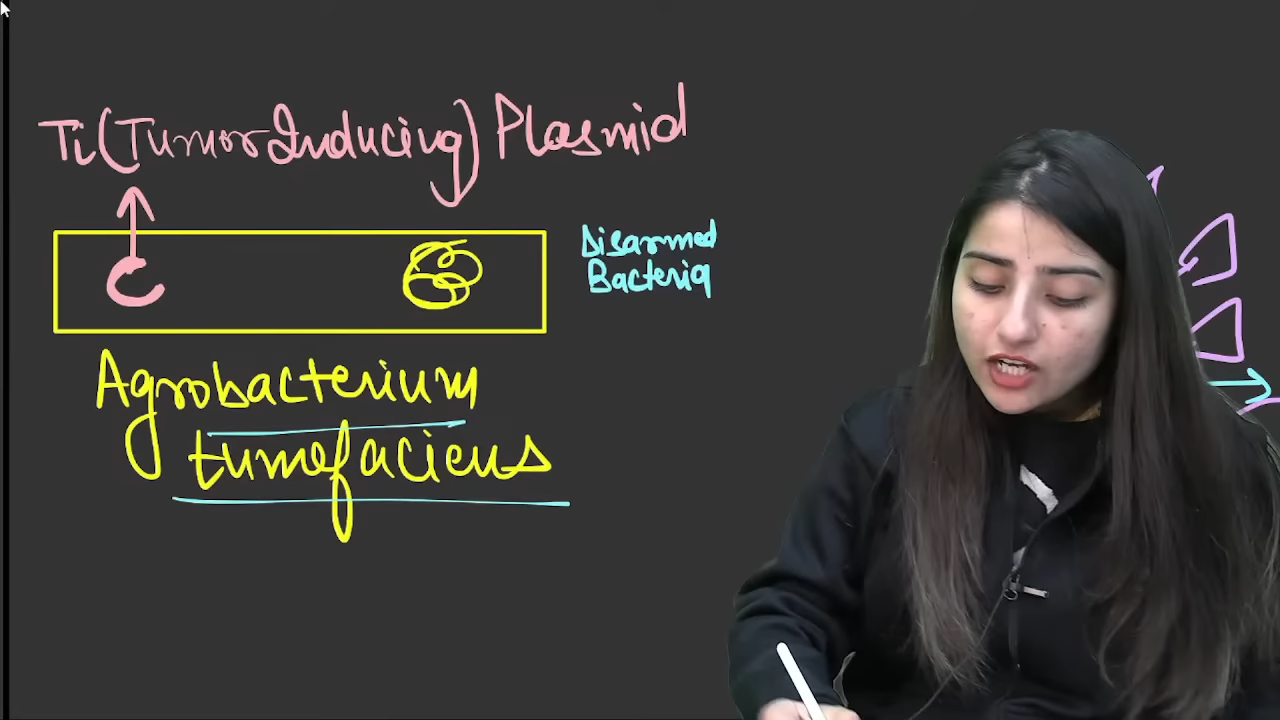 Ti (Tumor Inducing) Plasmid
Disarmed
Bacteria
Agrobacterium
tumefaciens